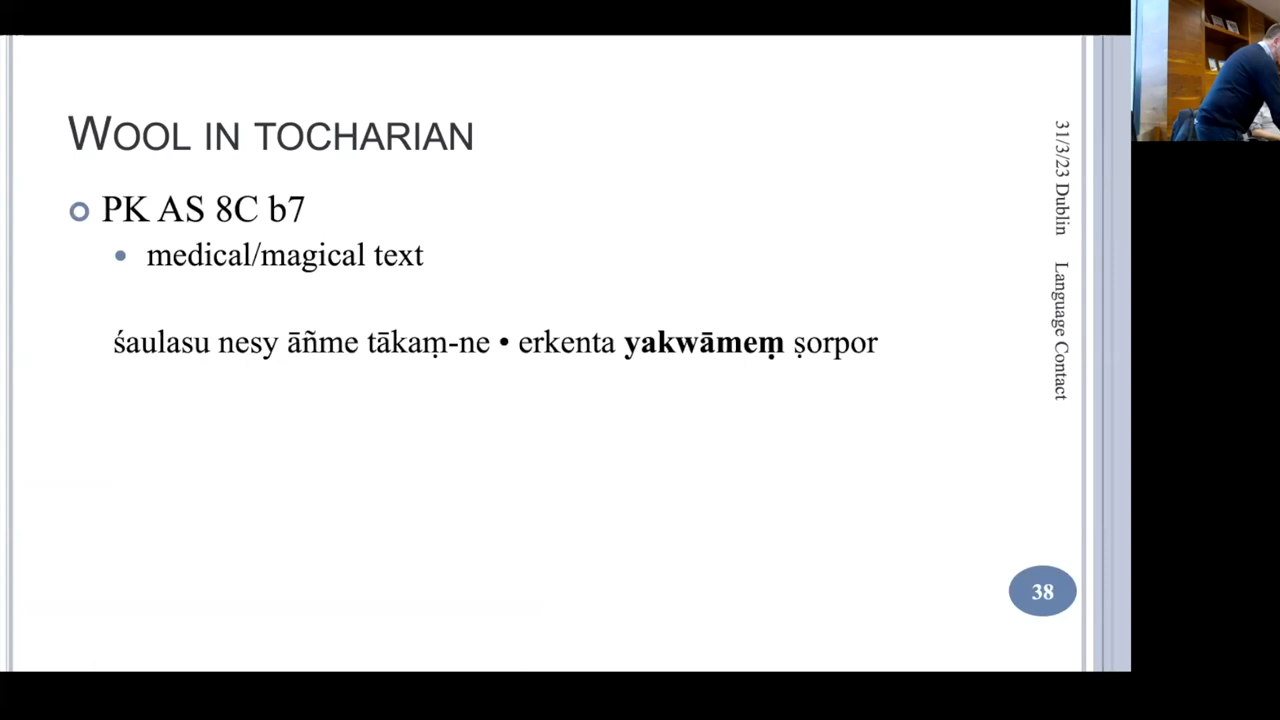 WOOL IN TOCHARIAN
PK AS 8C b7
medical/magical text
śaulasu nesy āñme tākaṃ-ne • erkenta yakwāmeṃ ṣorpor
31/3/23 Dublin Language Contact
38